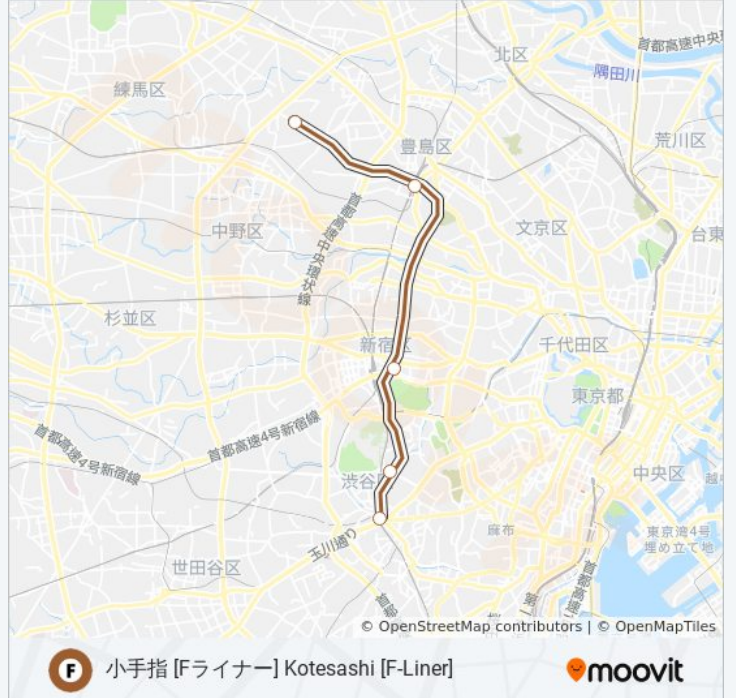 首都高速中央環
北区
隅田川
練馬区
荒川区
豊島区
首都高速中央環状線
文京区
中野区
台東
杉並区
新宿区
千代田区
東京都
首都高速4号新宿線
首都高速4号新宿線
中央区
渋谷
麻布
東京湾4号
埋め立て地
玉川通り
世田谷区
首都高速
首都
第一
© OpenStreetMap contributors | © OpenMapTiles
F 小手指 [Fライナー] Kotesashi [F-Liner]
moovit